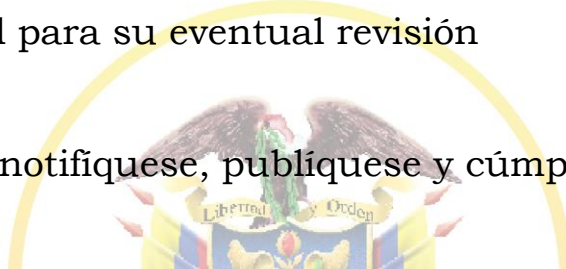 l para su eventual revisión
notifíquese, publíquese y cúmp
Libertad y Orden